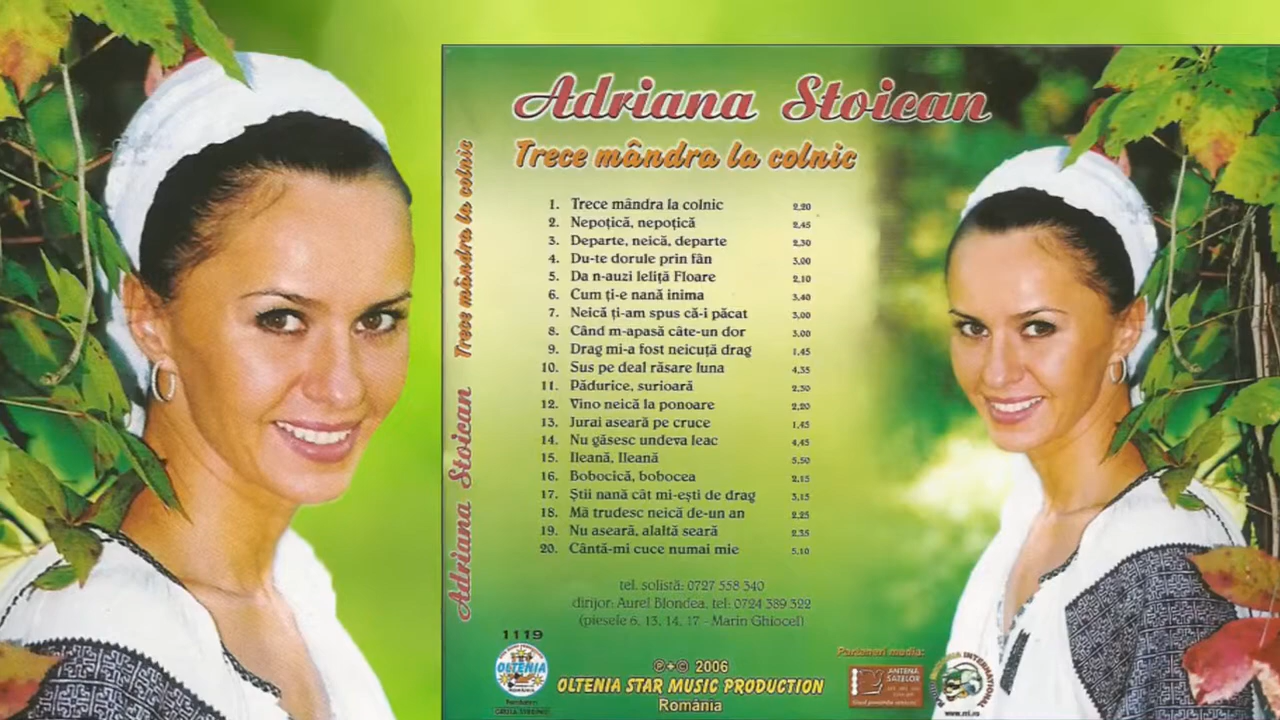 Adriana Stoican
Trece mândra la colnic
1. Trece mândra la colnic 2,20
2. Nepoțică, nepoțică 2,45
3. Departe, neică, departe 2,30
4. Du-te dorule prin fân 3,00
5. Da n-auzi leliță Floare 2,10
6. Cum ți-e nană inima 3,40
7. Neică ți-am spus că-i păcat 3,00
8. Când m-apasă câte-un dor 3,00
9. Drag mi-a fost neicuță drag 1,45
10. Sus pe deal răsare luna 4,35
11. Pădurice, surioară 2,30
12. Vino neică la ponoare 2,20
13. Jurai aseară pe cruce 1,45
14. Nu găsesc undeva leac 4,45
15. Ileană, Ileană 5,50
16. Bobocică, bobocea 2,15
17. Știi nană cât mi-ești de drag 3,15
18. Mă trudesc neică de-un an 2,25
19. Nu aseară, alaltă seară 2,35
20. Cântă-mi cuce numai mie 5,10
tel. solistă: 0727 558 340
dirijor: Aurel Blondea, tel: 0724 389 322
(piesele 6, 13, 14, 17 - Marin Ghiocel)
Adriana Stoican Trece mândra la colnic
1119
OLTENIA
℗+© 2006
OLTENIA STAR MUSIC PRODUCTION
România
Parteneri media:
ANTENA
SATELOR
RADIO ROMÂNIA INTERNAȚIONAL
www.rri.ro